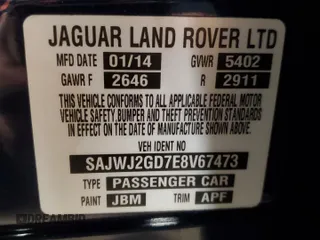 JAGUAR LAND ROVER LTD
MFD DATE 01/14 GVWR 5402
GAWR F 2646 R 2911
THIS VEHICLE CONFORMS TO ALL APPLICABLE FEDERAL MOTOR
VEHICLE SAFETY, BUMPER, AND THEFT PREVENTION STANDARDS
IN EFFECT ON THE DATE OF MANUFACTURE SHOWN ABOVE
VEH IDENT NO
SAJWJ2GD7E8V67473
TYPE PASSENGER CAR
PAINT JBM TRIM APF
DREAMBID